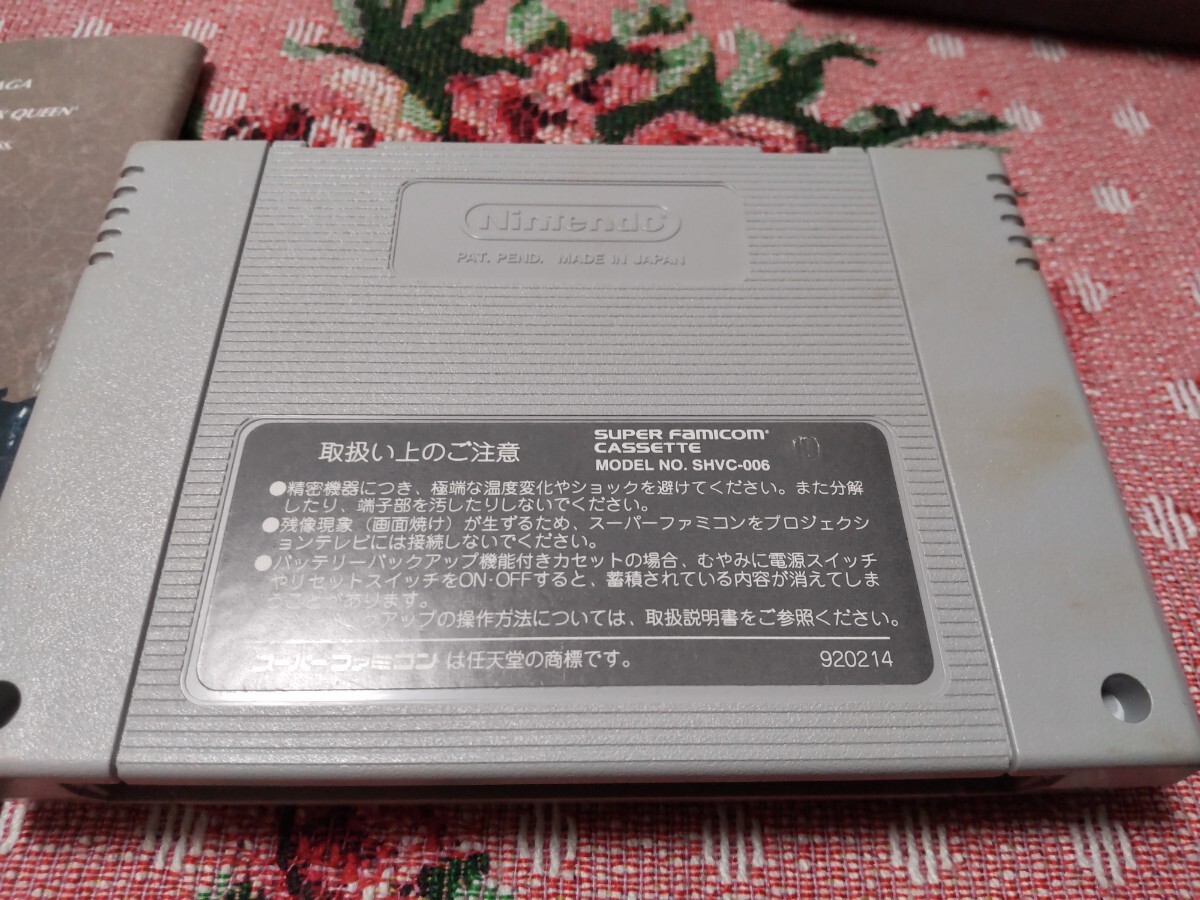 AGA
& QUEEN'
SS
Nintendo
PAT. PEND. MADE IN JAPAN
取扱い上のご注意
SUPER FAMICOM
CASSETTE
MODEL NO. SHVC-006
●精密機器につき、極端な温度変化やショックを避けてください。また分解
したり、端子部を汚したりしないでください。
●残像現象(画面焼け)が生ずるため、スーパーファミコンをプロジェクシ
ョンテレビには接続しないでください。
●バッテリーバックアップ機能付きカセットの場合、むやみに電源スイッチ
やリセットスイッチをON·OFFすると、蓄積されている内容が消えてしま
うことがあります。
アップの操作方法については、取扱説明書をご参照ください。
スーパーファミコン は任天堂の商標です。
920214